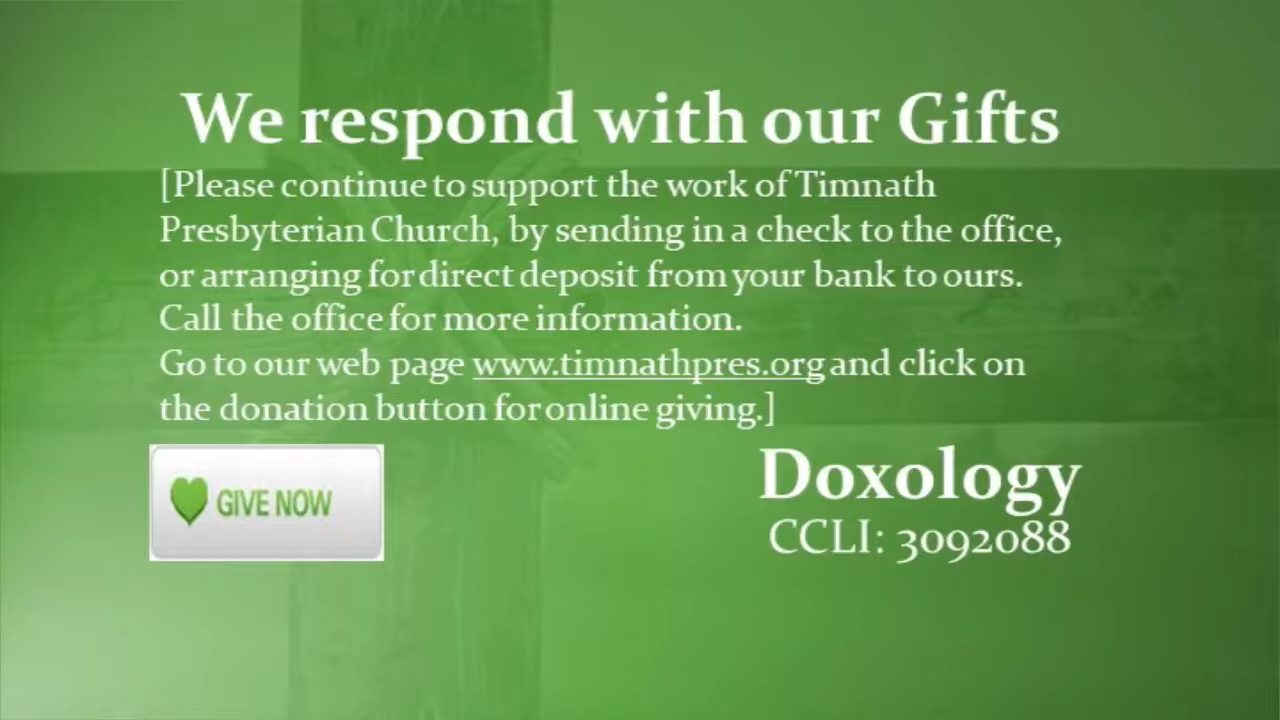 We respond with our Gifts
[Please continue to support the work of Timnath
Presbyterian Church, by sending in a check to the office,
or arranging for direct deposit from your bank to ours.
Call the office for more information.
Go to our web page www.timnathpres.org and click on
the donation button for online giving.]
GIVE NOW
Doxology
CCLI: 3092088